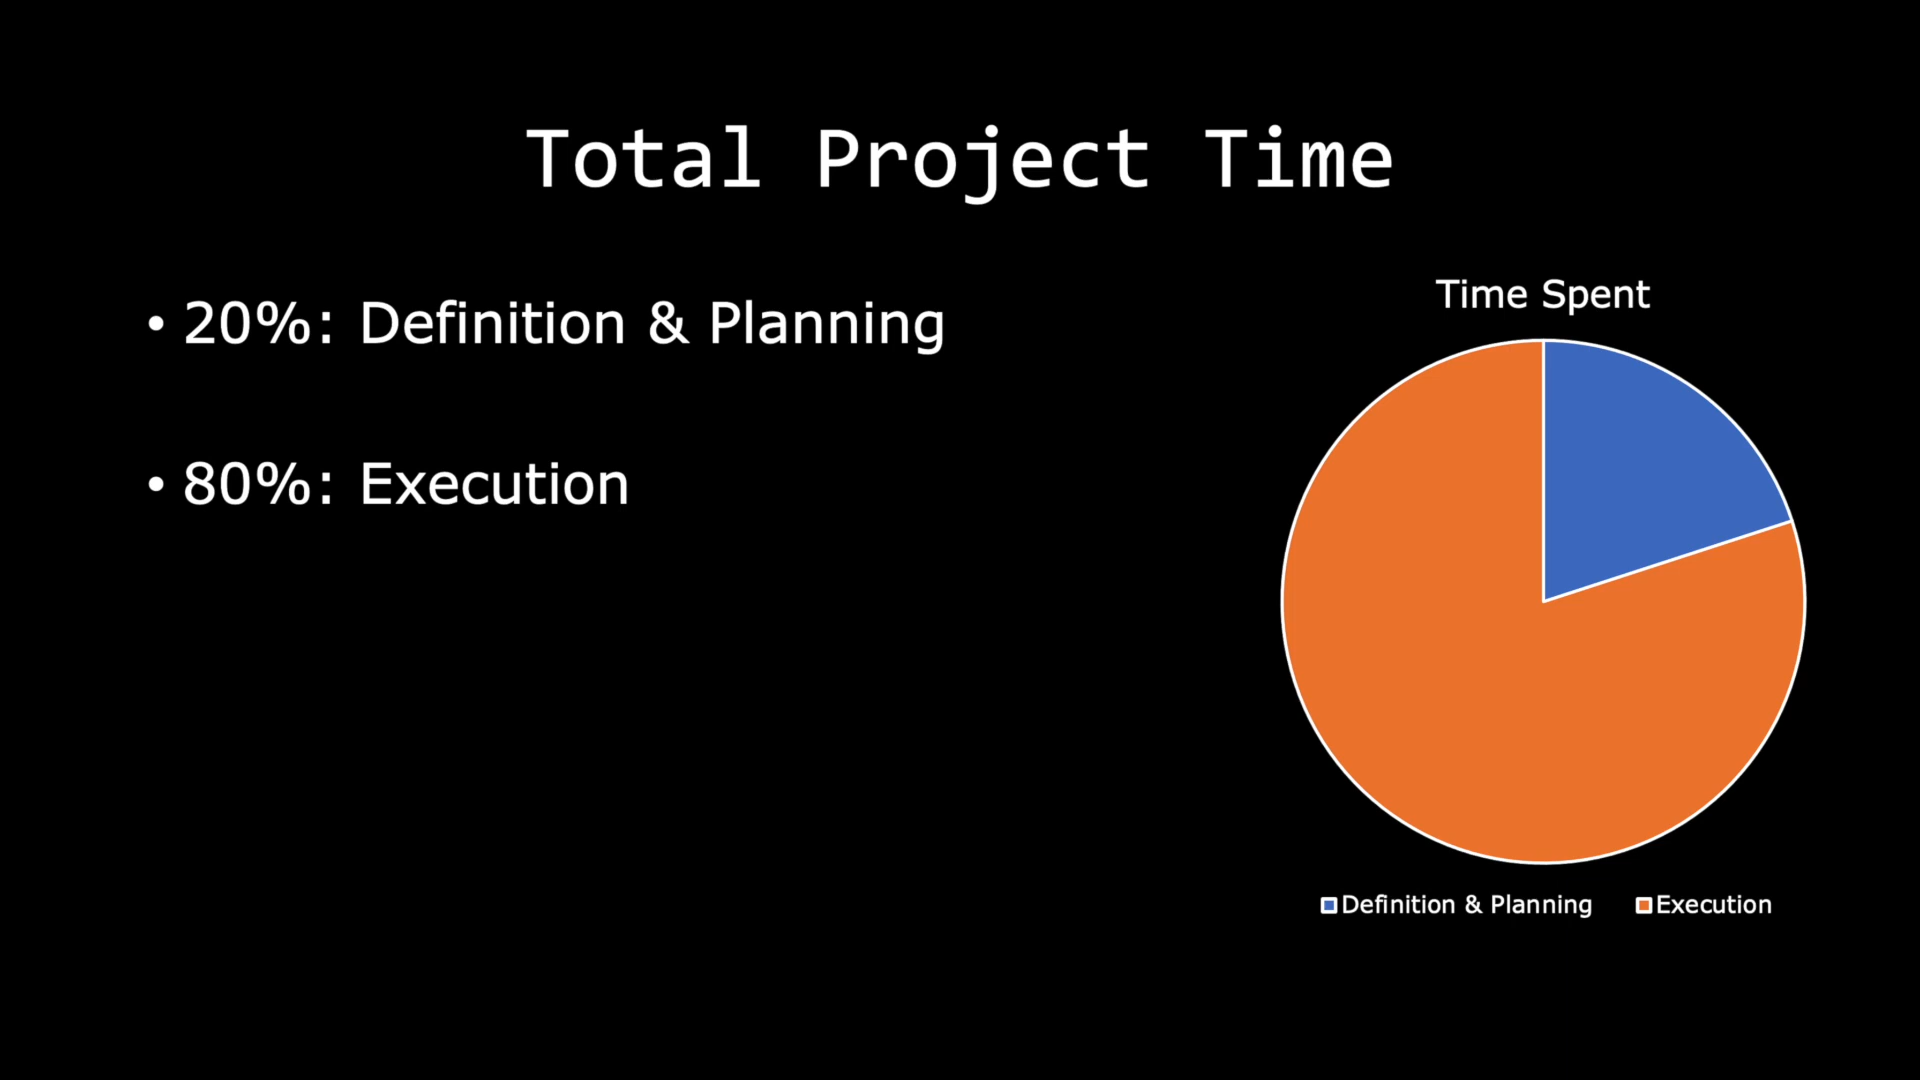 Total Project Time
• 20%: Definition & Planning
• 80%: Execution
Time Spent
Definition & Planning
Execution